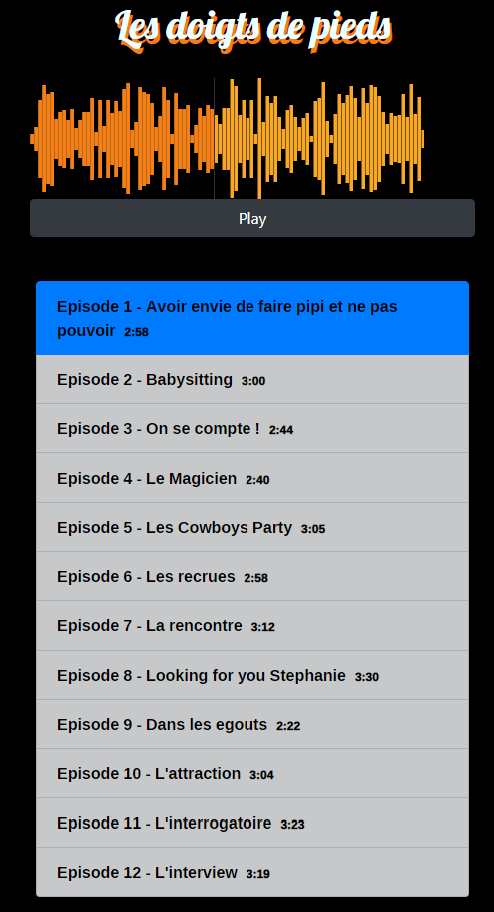 Les doigts de pieds
Play
Episode 1 - Avoir envie de faire pipi et ne pas
pouvoir 2:58
Episode 2 - Babysitting 3:00
Episode 3 - On se compte ! 2:44
Episode 4 - Le Magicien 2:40
Episode 5 - Les Cowboys Party 3:05
Episode 6 - Les recrues 2:58
Episode 7 - La rencontre 3:12
Episode 8 - Looking for you Stephanie 3:30
Episode 9 - Dans les egouts 2:22
Episode 10 - L'attraction 3:04
Episode 11 - L'interrogatoire 3:23
Episode 12 - L'interview 3:19